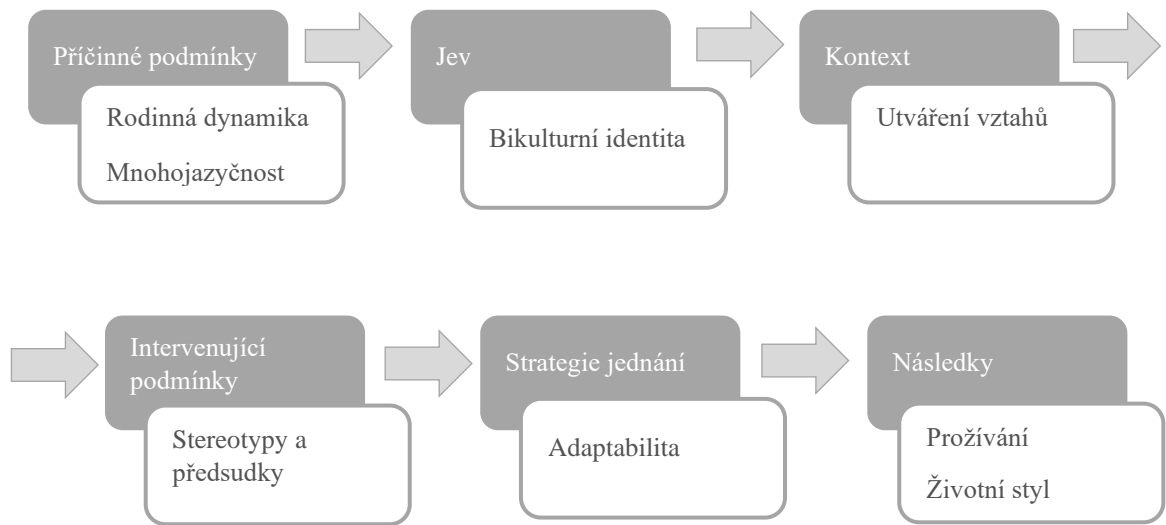 Příčinné podmínky
Rodinná dynamika
Mnohojazyčnost
Jev
Bikulturní identita
Kontext
Utváření vztahů
Intervenující
podmínky
Stereotypy a
předsudky
Strategie jednání
Adaptabilita
Následky
Prožívání
Životní styl